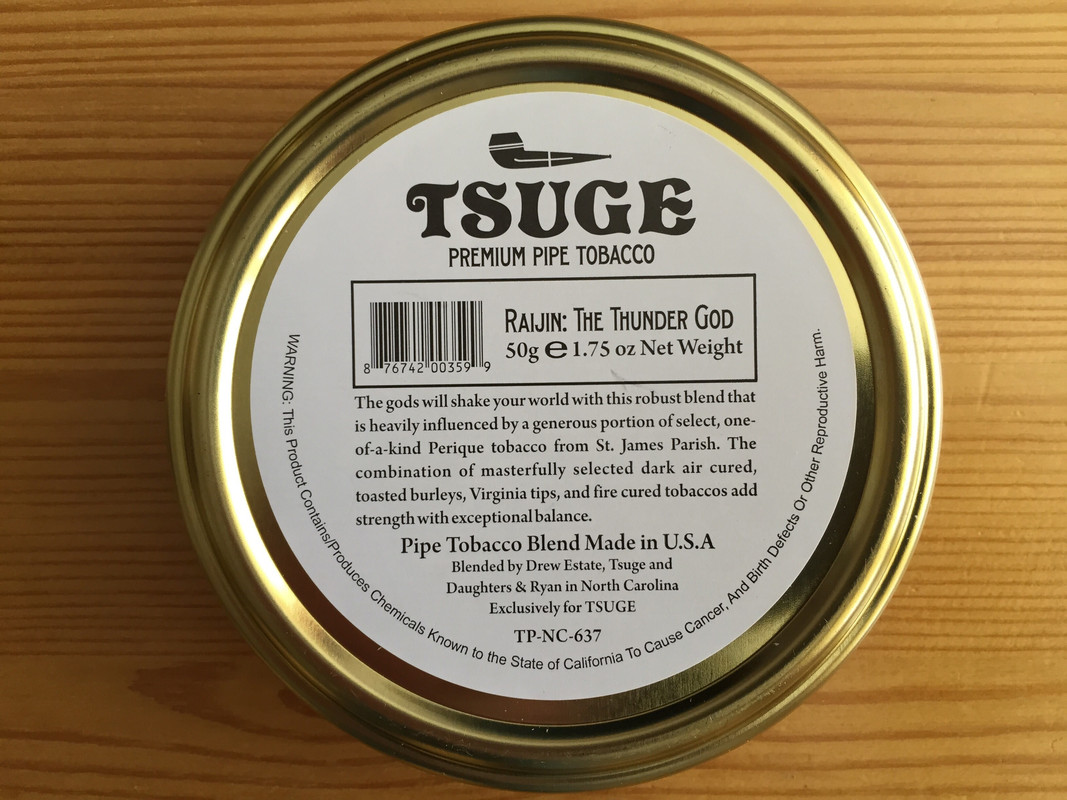 TSUGE
PREMIUM PIPE TOBACCO
RAIJIN: THE THUNDER GOD
50g ℮ 1.75 oz Net Weight
8 76742 00359 9
The gods will shake your world with this robust blend that
is heavily influenced by a generous portion of select, one-
of-a-kind Perique tobacco from St. James Parish. The
combination of masterfully selected dark air cured,
toasted burleys, Virginia tips, and fire cured tobaccos add
strength with exceptional balance.
Pipe Tobacco Blend Made in U.S.A
Blended by Drew Estate, Tsuge and
Daughters & Ryan in North Carolina
Exclusively for TSUGE
TP-NC-637
WARNING: This Product Contains/Produces Chemicals Known to the State of California To Cause Cancer, And Birth Defects Or Other Reproductive Harm.